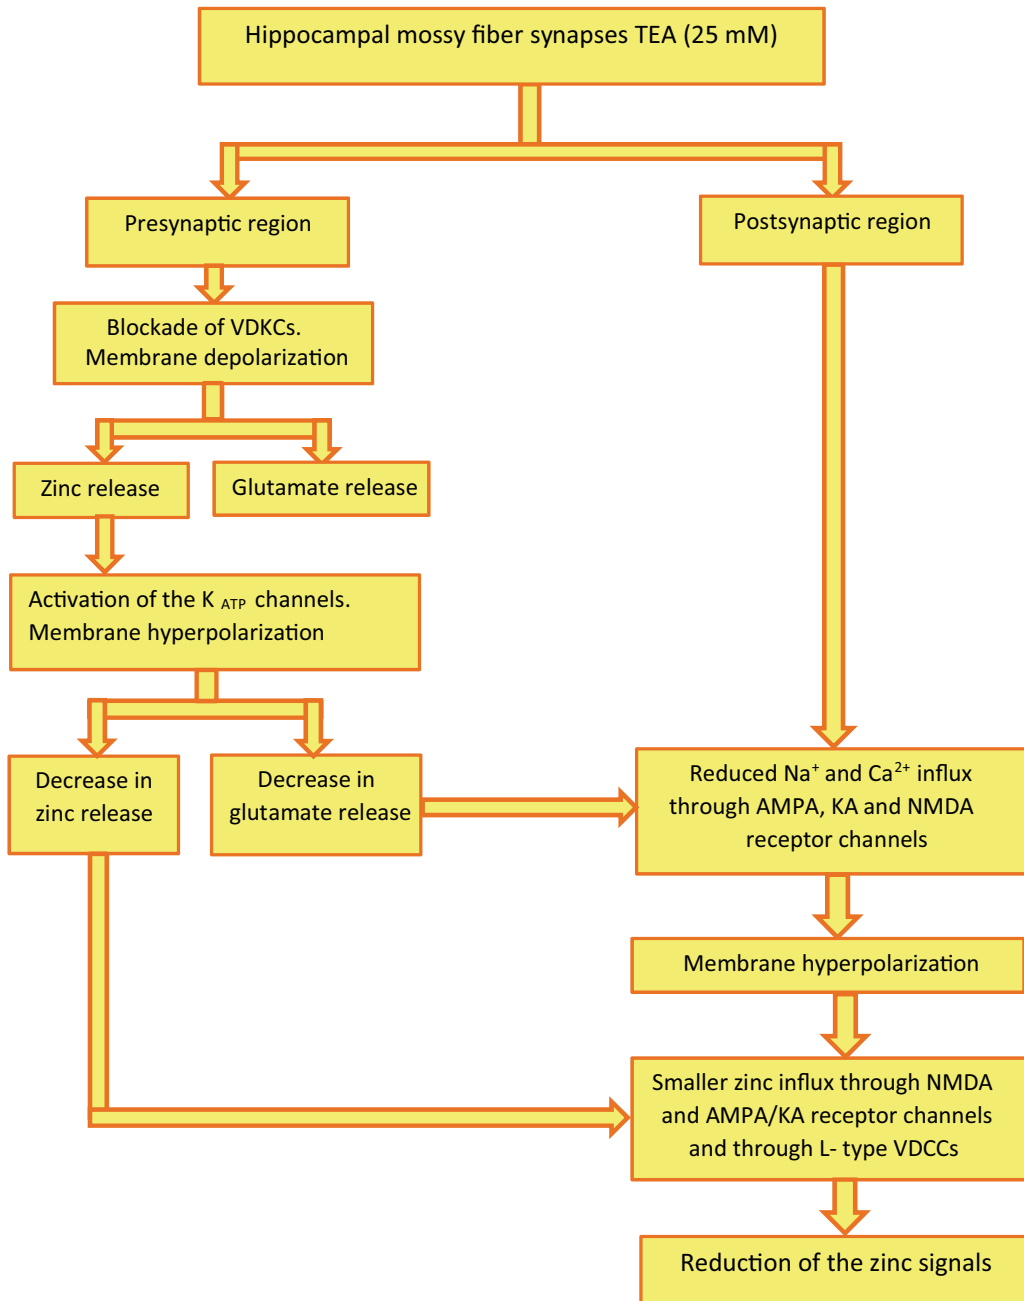 Hippocampal mossy fiber synapses TEA (25 mM)
Presynaptic region
Postsynaptic region
Blockade of VDKCs.
Membrane depolarization
Zinc release
Glutamate release
Activation of the K ATP channels.
Membrane hyperpolarization
Decrease in
zinc release
Decrease in
glutamate release
Reduced Na⁺ and Ca²⁺ influx
through AMPA, KA and NMDA
receptor channels
Membrane hyperpolarization
Smaller zinc influx through NMDA
and AMPA/KA receptor channels
and through L- type VDCCs
Reduction of the zinc signals